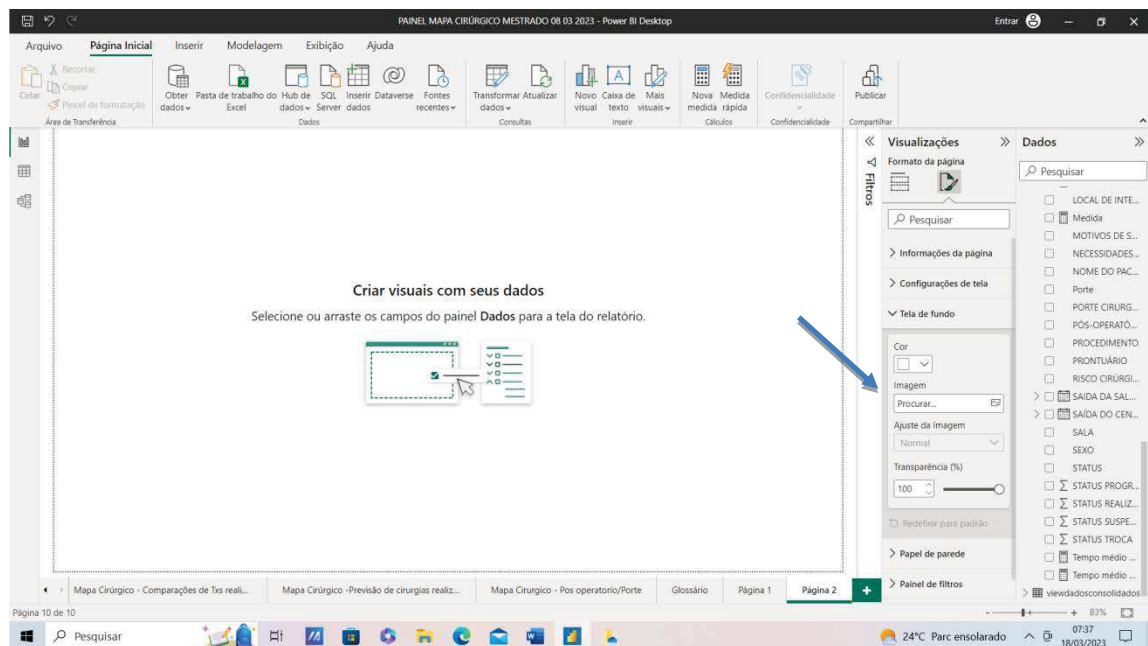 PAINEL MAPA CIRÚRGICO MESTRADO 08 03 2023 - Power BI Desktop
Entrar
Arquivo Página Inicial Inserir Modelagem Exibição Ajuda
Colar
Recortar
Copiar
Pincel de formatação
Área de Transferência
Obter dados
Pasta de trabalho do Excel
Hub de dados
SQL Server
Inserir dados
Dataverse
Fontes recentes
Dados
Transformar dados
Atualizar
Consultas
Novo visual
Caixa de texto
Mais visuais
Inserir
Nova medida
Medida rápida
Cálculos
Confidencialidade
Confidencialidade
Publicar
Compartilhar
Criar visuais com seus dados
Selecione ou arraste os campos do painel Dados para a tela do relatório.
Filtros
Visualizações
Formato da página
Pesquisar
Informações da página
Configurações de tela
Tela de fundo
Cor
Imagem
Procurar...
Ajuste da imagem
Normal
Transparência (%)
100
Redefinir para padrão
Papel de parede
Painel de filtros
Dados
Pesquisar
LOCAL DE INTE...
Medida
MOTIVOS DE S...
NECESSIDADES...
NOME DO PAC...
Porte
PORTE CIRURG...
PÓS-OPERATÓ...
PROCEDIMENTO
PRONTUÁRIO
RISCO CIRÚRGI...
SAIDA DA SAL...
SAÍDA DO CEN...
SALA
SEXO
STATUS
STATUS PROGR...
STATUS REALIZ...
STATUS SUSPE...
STATUS TROCA
Tempo médio ...
Tempo médio ...
viewdadosconsolidados
Mapa Cirúrgico - Comparações de Txs reali...
Mapa Cirúrgico -Previsão de cirurgias realiz...
Mapa Cirurgico - Pos operatorio/Porte
Glossário
Página 1
Página 2
Página 10 de 10
83%
Pesquisar
24°C Parc ensolarado
07:37
18/03/2023